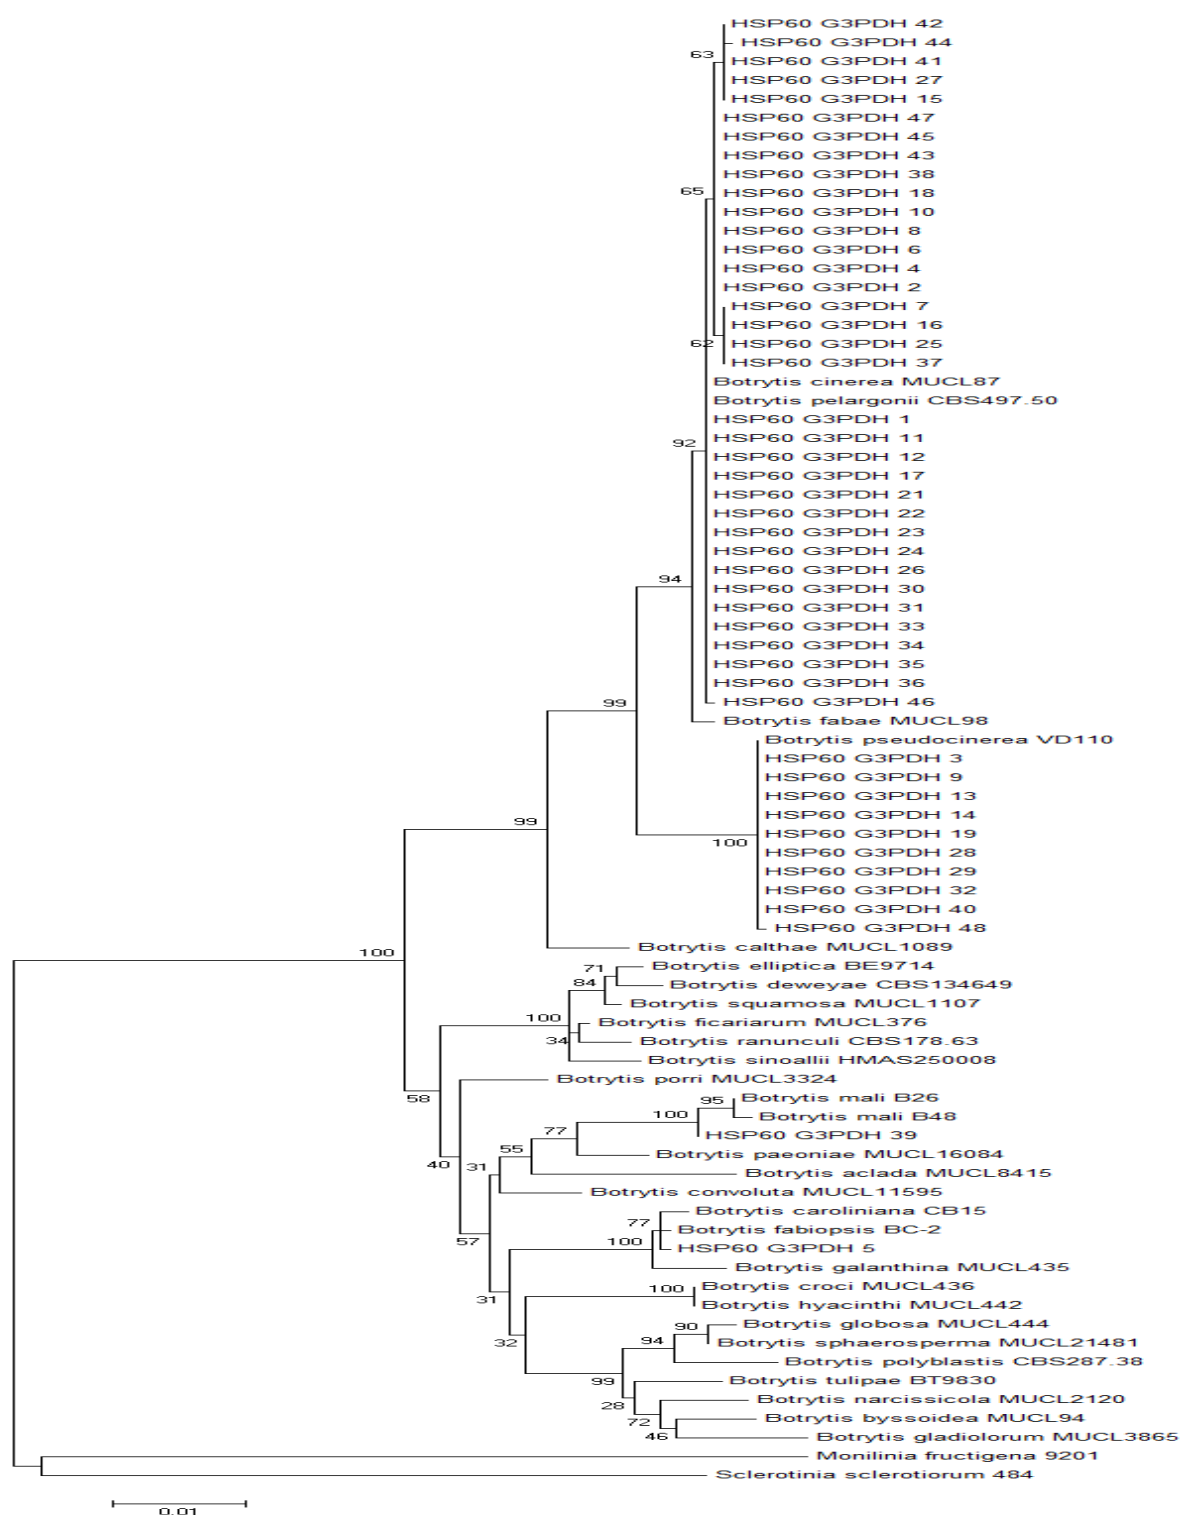 HSP60 G3PDH 42
HSP60 G3PDH 44
63
HSP60 G3PDH 41
HSP60 G3PDH 27
HSP60 G3PDH 15
HSP60 G3PDH 47
HSP60 G3PDH 45
HSP60 G3PDH 43
HSP60 G3PDH 38
65
HSP60 G3PDH 18
HSP60 G3PDH 10
HSP60 G3PDH 8
HSP60 G3PDH 6
HSP60 G3PDH 4
HSP60 G3PDH 2
HSP60 G3PDH 7
HSP60 G3PDH 16
62
HSP60 G3PDH 25
HSP60 G3PDH 37
Botrytis cinerea MUCL87
Botrytis pelargonii CBS497.50
HSP60 G3PDH 1
92
HSP60 G3PDH 11
HSP60 G3PDH 12
HSP60 G3PDH 17
HSP60 G3PDH 21
HSP60 G3PDH 22
HSP60 G3PDH 23
HSP60 G3PDH 24
94
HSP60 G3PDH 26
HSP60 G3PDH 30
HSP60 G3PDH 31
HSP60 G3PDH 33
HSP60 G3PDH 34
HSP60 G3PDH 35
HSP60 G3PDH 36
99
HSP60 G3PDH 46
Botrytis fabae MUCL98
Botrytis pseudocinerea VD110
HSP60 G3PDH 3
HSP60 G3PDH 9
HSP60 G3PDH 13
99
HSP60 G3PDH 14
HSP60 G3PDH 19
100
HSP60 G3PDH 28
HSP60 G3PDH 29
HSP60 G3PDH 32
HSP60 G3PDH 40
HSP60 G3PDH 48
100
Botrytis calthae MUCL1089
71
Botrytis elliptica BE9714
84
Botrytis deweyae CBS134649
Botrytis squamosa MUCL1107
100
Botrytis ficariarum MUCL376
34
Botrytis ranunculi CBS178.63
Botrytis sinoallii HMAS250008
Botrytis porri MUCL3324
58
95
Botrytis mali B26
100
Botrytis mali B48
77
HSP60 G3PDH 39
55
Botrytis paeoniae MUCL16084
40
31
Botrytis aclada MUCL8415
Botrytis convoluta MUCL11595
Botrytis caroliniana CB15
77
Botrytis fabiopsis BC-2
57
100
HSP60 G3PDH 5
Botrytis galanthina MUCL435
100
Botrytis croci MUCL436
31
Botrytis hyacinthi MUCL442
90
Botrytis globosa MUCL444
32
94
Botrytis sphaerosperma MUCL21481
Botrytis polyblastis CBS287.38
99
Botrytis tulipae BT9830
28
Botrytis narcissicola MUCL2120
72
Botrytis byssoidea MUCL94
46
Botrytis gladiolorum MUCL3865
Monilinia fructigena 9201
Sclerotinia sclerotiorum 484
0.01